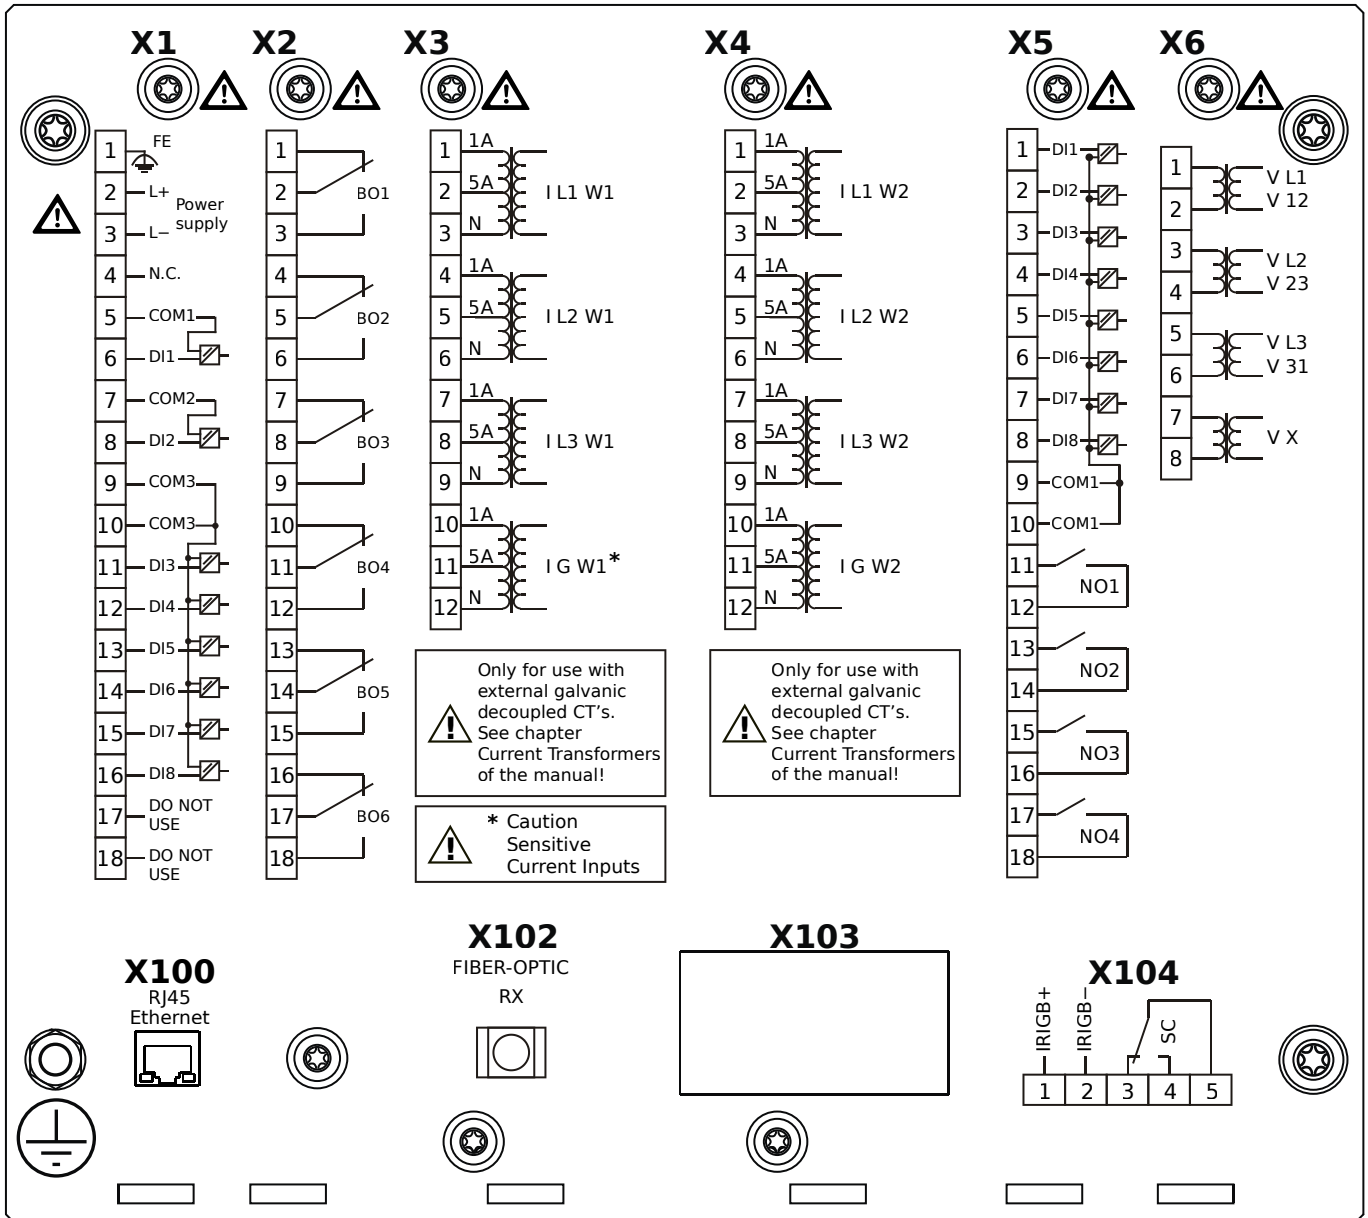 X1
X2
X3
X4
X5
X6
1 FE
2 L+
Power
supply
3 L−
4 N.C.
5 COM1
6 DI1
7 COM2
8 DI2
9 COM3
10 COM3
11 DI3
12 DI4
13 DI5
14 DI6
15 DI7
16 DI8
17 DO NOT
USE
18 DO NOT
USE
1
2 BO1
3
4
5 BO2
6
7
8 BO3
9
10
11 BO4
12
13
14 BO5
15
16
17 BO6
18
1 1A
2 5A I L1 W1
3 N
4 1A
5 5A I L2 W1
6 N
7 1A
8 5A I L3 W1
9 N
10 1A
11 5A I G W1*
12 N
Only for use with
external galvanic
decoupled CT's.
See chapter
Current Transformers
of the manual!
* Caution
Sensitive
Current Inputs
1 1A
2 5A I L1 W2
3 N
4 1A
5 5A I L2 W2
6 N
7 1A
8 5A I L3 W2
9 N
10 1A
11 5A I G W2
12 N
Only for use with
external galvanic
decoupled CT's.
See chapter
Current Transformers
of the manual!
1 DI1
2 DI2
3 DI3
4 DI4
5 DI5
6 DI6
7 DI7
8 DI8
9 COM1
10 COM1
11
NO1
12
13
NO2
14
15
NO3
16
17
NO4
18
1
V L1
V 12
2
3
V L2
V 23
4
5
V L3
V 31
6
7
V X
8
X100
RJ45
Ethernet
X102
FIBER-OPTIC
RX
X103
X104
IRIGB+
IRIGB−
SC
1 2 3 4 5